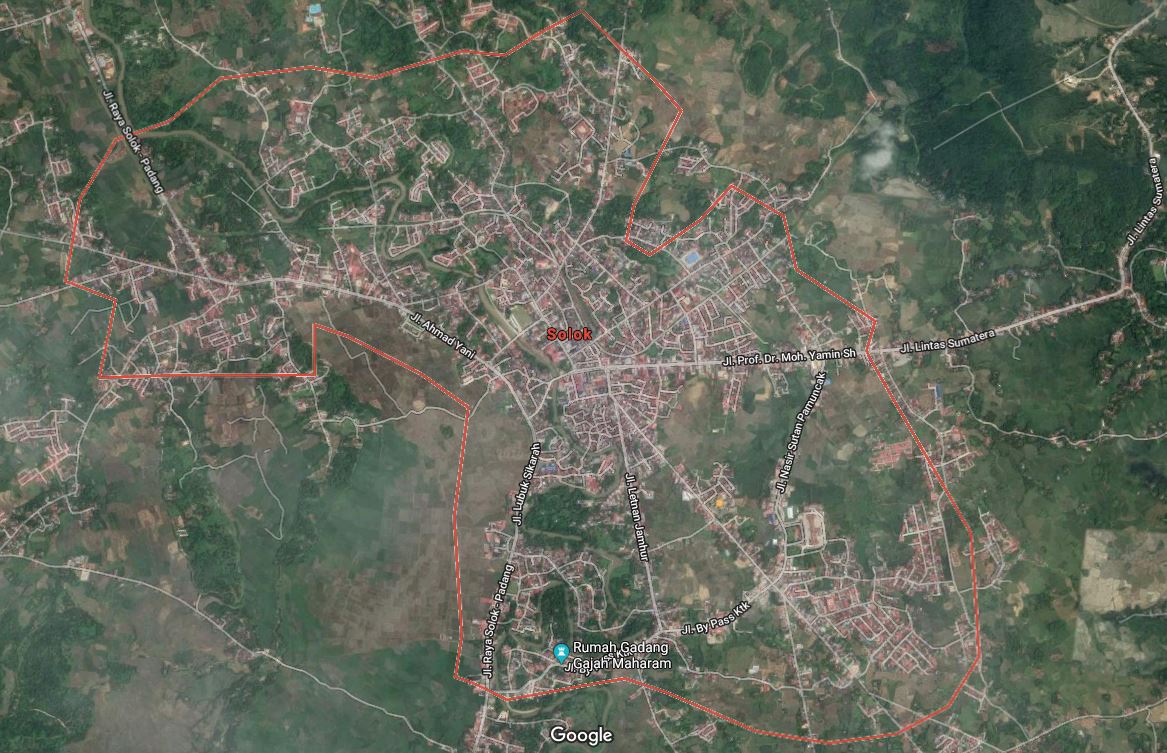 Jl. Raya Solok - Padang
Jl. Lintas Sumatera
Jl. Ahmad Yani
Solok
Jl. Prof. Dr. Moh. Yamin Sh
Jl. Lintas Sumatera
Jl. Nasir Sutan Pamuncak
Jl. Lubuk Sikarah
Jl. Letnan Jamhur
Jl. Raya Solok - Padang
Jl. By Pass Ktk
Rumah Gadang
Gajah Maharam
Google